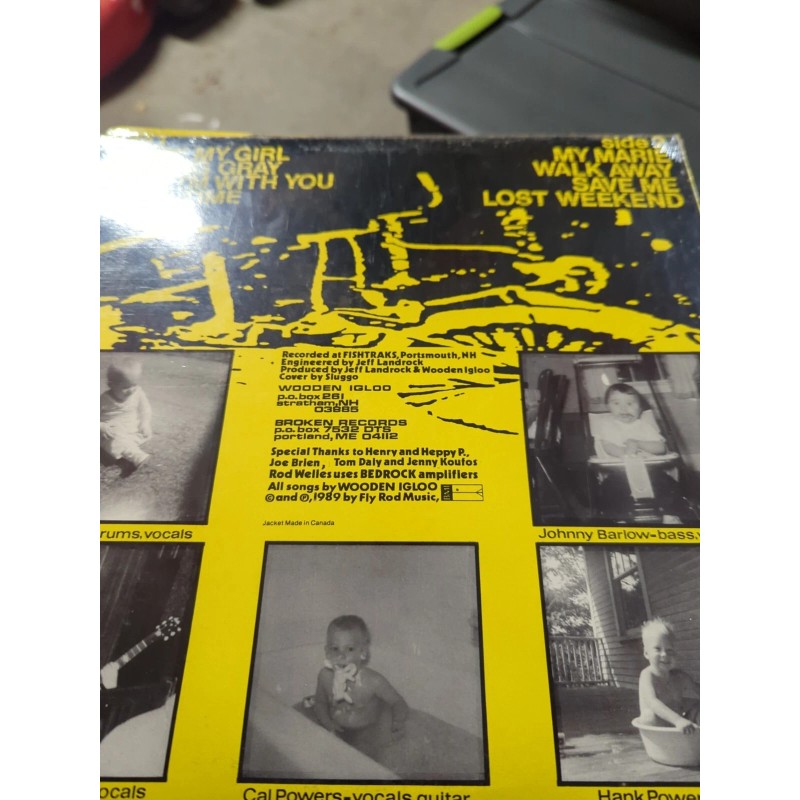 MY GIRL
GRAY
WITH YOU
ME
side 2
MY MARIE
WALK AWAY
SAVE ME
LOST WEEKEND
Recorded at FISHTRAKS, Portsmouth, NH
Engineered by Jeff Landrock
Produced by Jeff Landrock & Wooden Igloo
Cover by Sluggo
WOODEN IGLOO
p.o. box 261
stratham, NH
03885
BROKEN RECORDS
p.o. box 7532 DTS
portland, ME 04112
Special Thanks to Henry and Heppy P.,
Joe Brien, Tom Daly and Jenny Koufos
Rod Welles uses BEDROCK amplifiers
All songs by WOODEN IGLOO
© and ℗, 1989 by Fly Rod Music,
Jacket Made in Canada
rums, vocals
Johnny Barlow-bass, v
ocals
Cal Powers-vocals, guitar
Hank Power